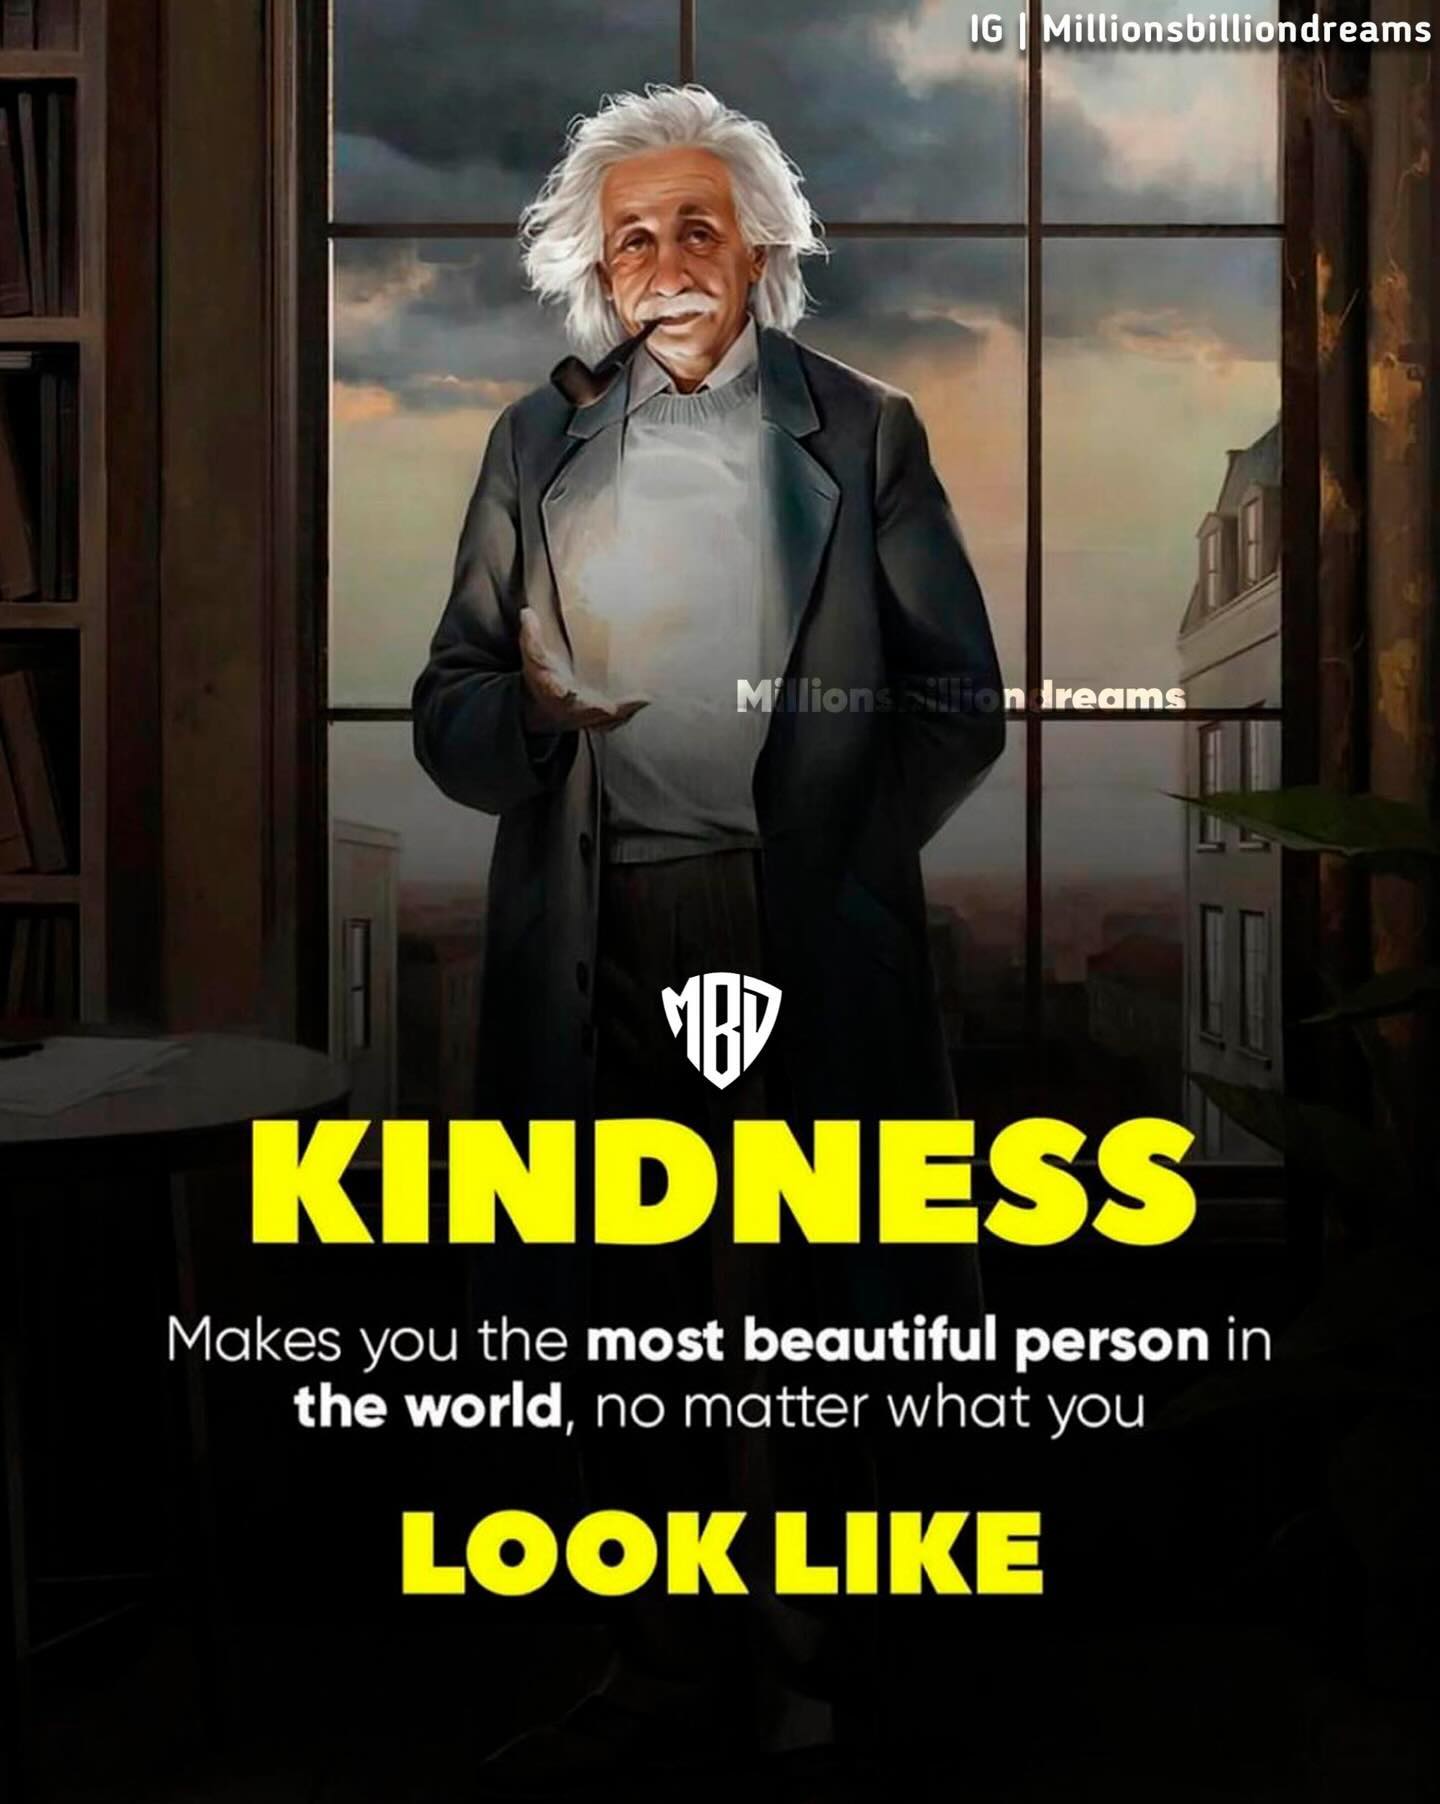 IG | Millionsbilliondreams
Millionsbilliondreams
MBD
KINDNESS
Makes you the most beautiful person in
the world, no matter what you
LOOK LIKE